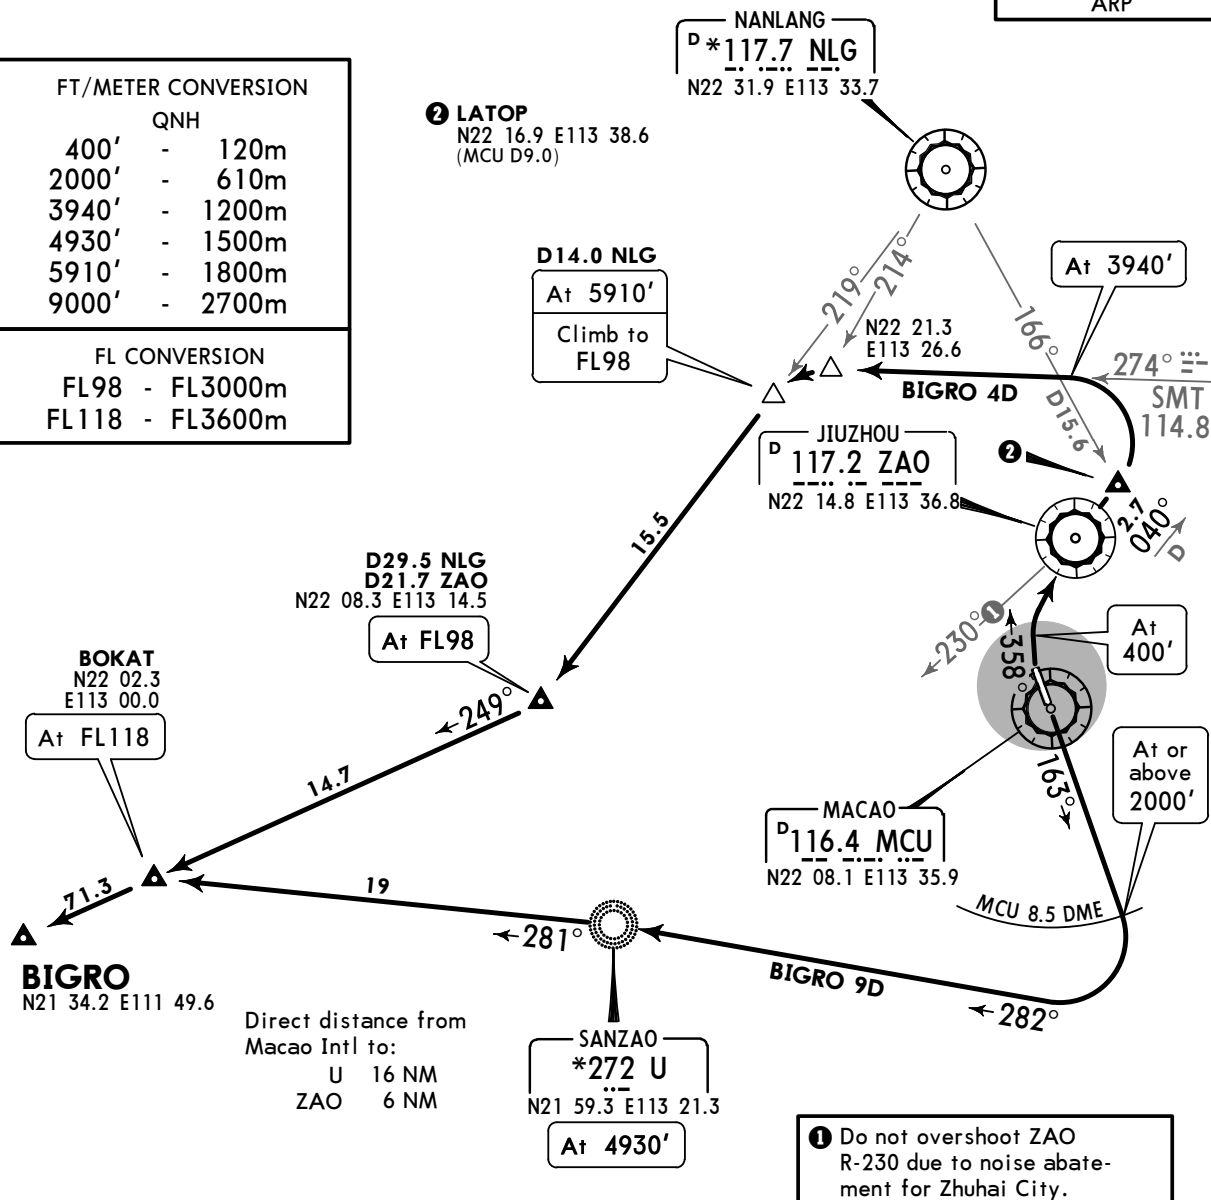 ARP
NANLANG
D *117.7 NLG
N22 31.9 E113 33.7
FT/METER CONVERSION
QNH
400' - 120m
2000' - 610m
3940' - 1200m
4930' - 1500m
5910' - 1800m
9000' - 2700m
FL CONVERSION
FL98 - FL3000m
FL118 - FL3600m
2 LATOP
N22 16.9 E113 38.6
(MCU D9.0)
D14.0 NLG
At 5910'
Climb to
FL98
219°
214°
166°
D15.6
At 3940'
N22 21.3
E113 26.6
BIGRO 4D
274°
SMT
114.8
JIUZHOU
D 117.2 ZAO
N22 14.8 E113 36.8
2
2.7
040°
D
15.5
D29.5 NLG
D21.7 ZAO
N22 08.3 E113 14.5
At FL98
230°
1
358°
At
400'
BOKAT
N22 02.3
E113 00.0
At FL118
249°
14.7
163°
At or
above
2000'
MACAO
D 116.4 MCU
N22 08.1 E113 35.9
MCU 8.5 DME
71.3
19
281°
BIGRO 9D
282°
BIGRO
N21 34.2 E111 49.6
Direct distance from
Macao Intl to:
U 16 NM
ZAO 6 NM
SANZAO
*272 U
N21 59.3 E113 21.3
At 4930'
1 Do not overshoot ZAO
R-230 due to noise abate-
ment for Zhuhai City.